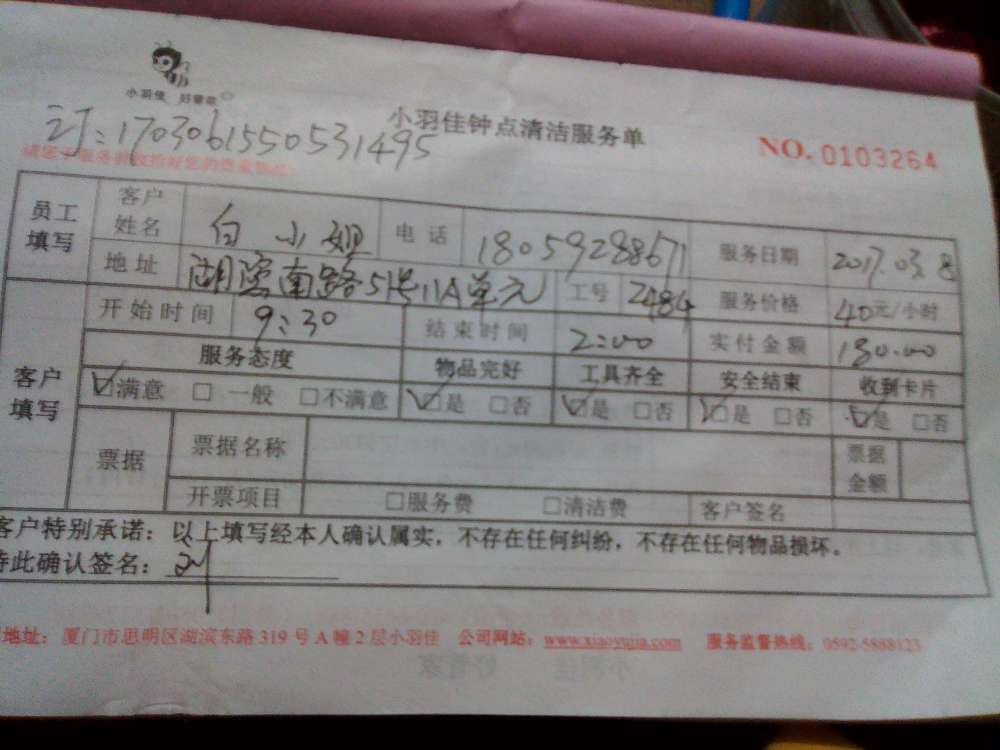 小羽佳 好管家
订:1703061550531495
小羽佳钟点清洁服务单
NO. 0103264
员工填写 客户姓名 白小姐 电话 18059288671 服务日期 2017.03.8
地址 湖滨南路51号11A单元 工号 2484 服务价格 40元/小时
客户填写 开始时间 9:30 结束时间 2:00 实付金额 180.00
服务态度 物品完好 工具齐全 安全结束 收到卡片
☑满意 □一般 □不满意 ☑是 □否 ☑是 □否 ☑是 □否 ☑是 □否
票据 票据名称 票据金额
开票项目 □服务费 □清洁费 客户签名
客户特别承诺:以上填写经本人确认属实,不存在任何纠纷,不存在任何物品损坏。
特此确认签名:
地址:厦门市思明区湖滨东路319号A幢2层小羽佳 公司网站:www.xiaoyujia.com 服务监督热线:0592-5888123